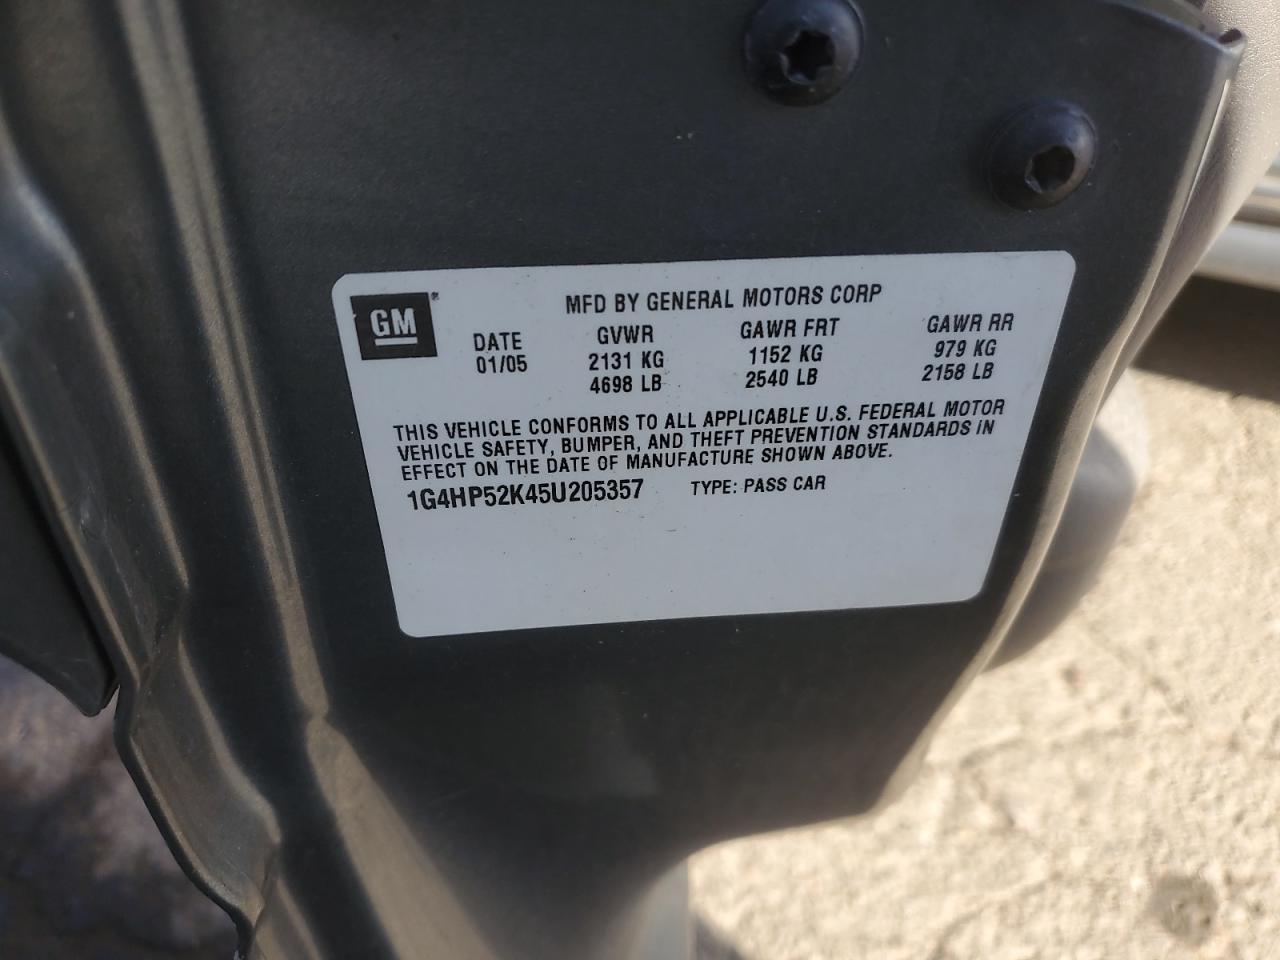 GM®
MFD BY GENERAL MOTORS CORP
DATE GVWR GAWR FRT GAWR RR
01/05 2131 KG 1152 KG 979 KG
4698 LB 2540 LB 2158 LB
THIS VEHICLE CONFORMS TO ALL APPLICABLE U.S. FEDERAL MOTOR
VEHICLE SAFETY, BUMPER, AND THEFT PREVENTION STANDARDS IN
EFFECT ON THE DATE OF MANUFACTURE SHOWN ABOVE.
1G4HP52K45U205357 TYPE: PASS CAR